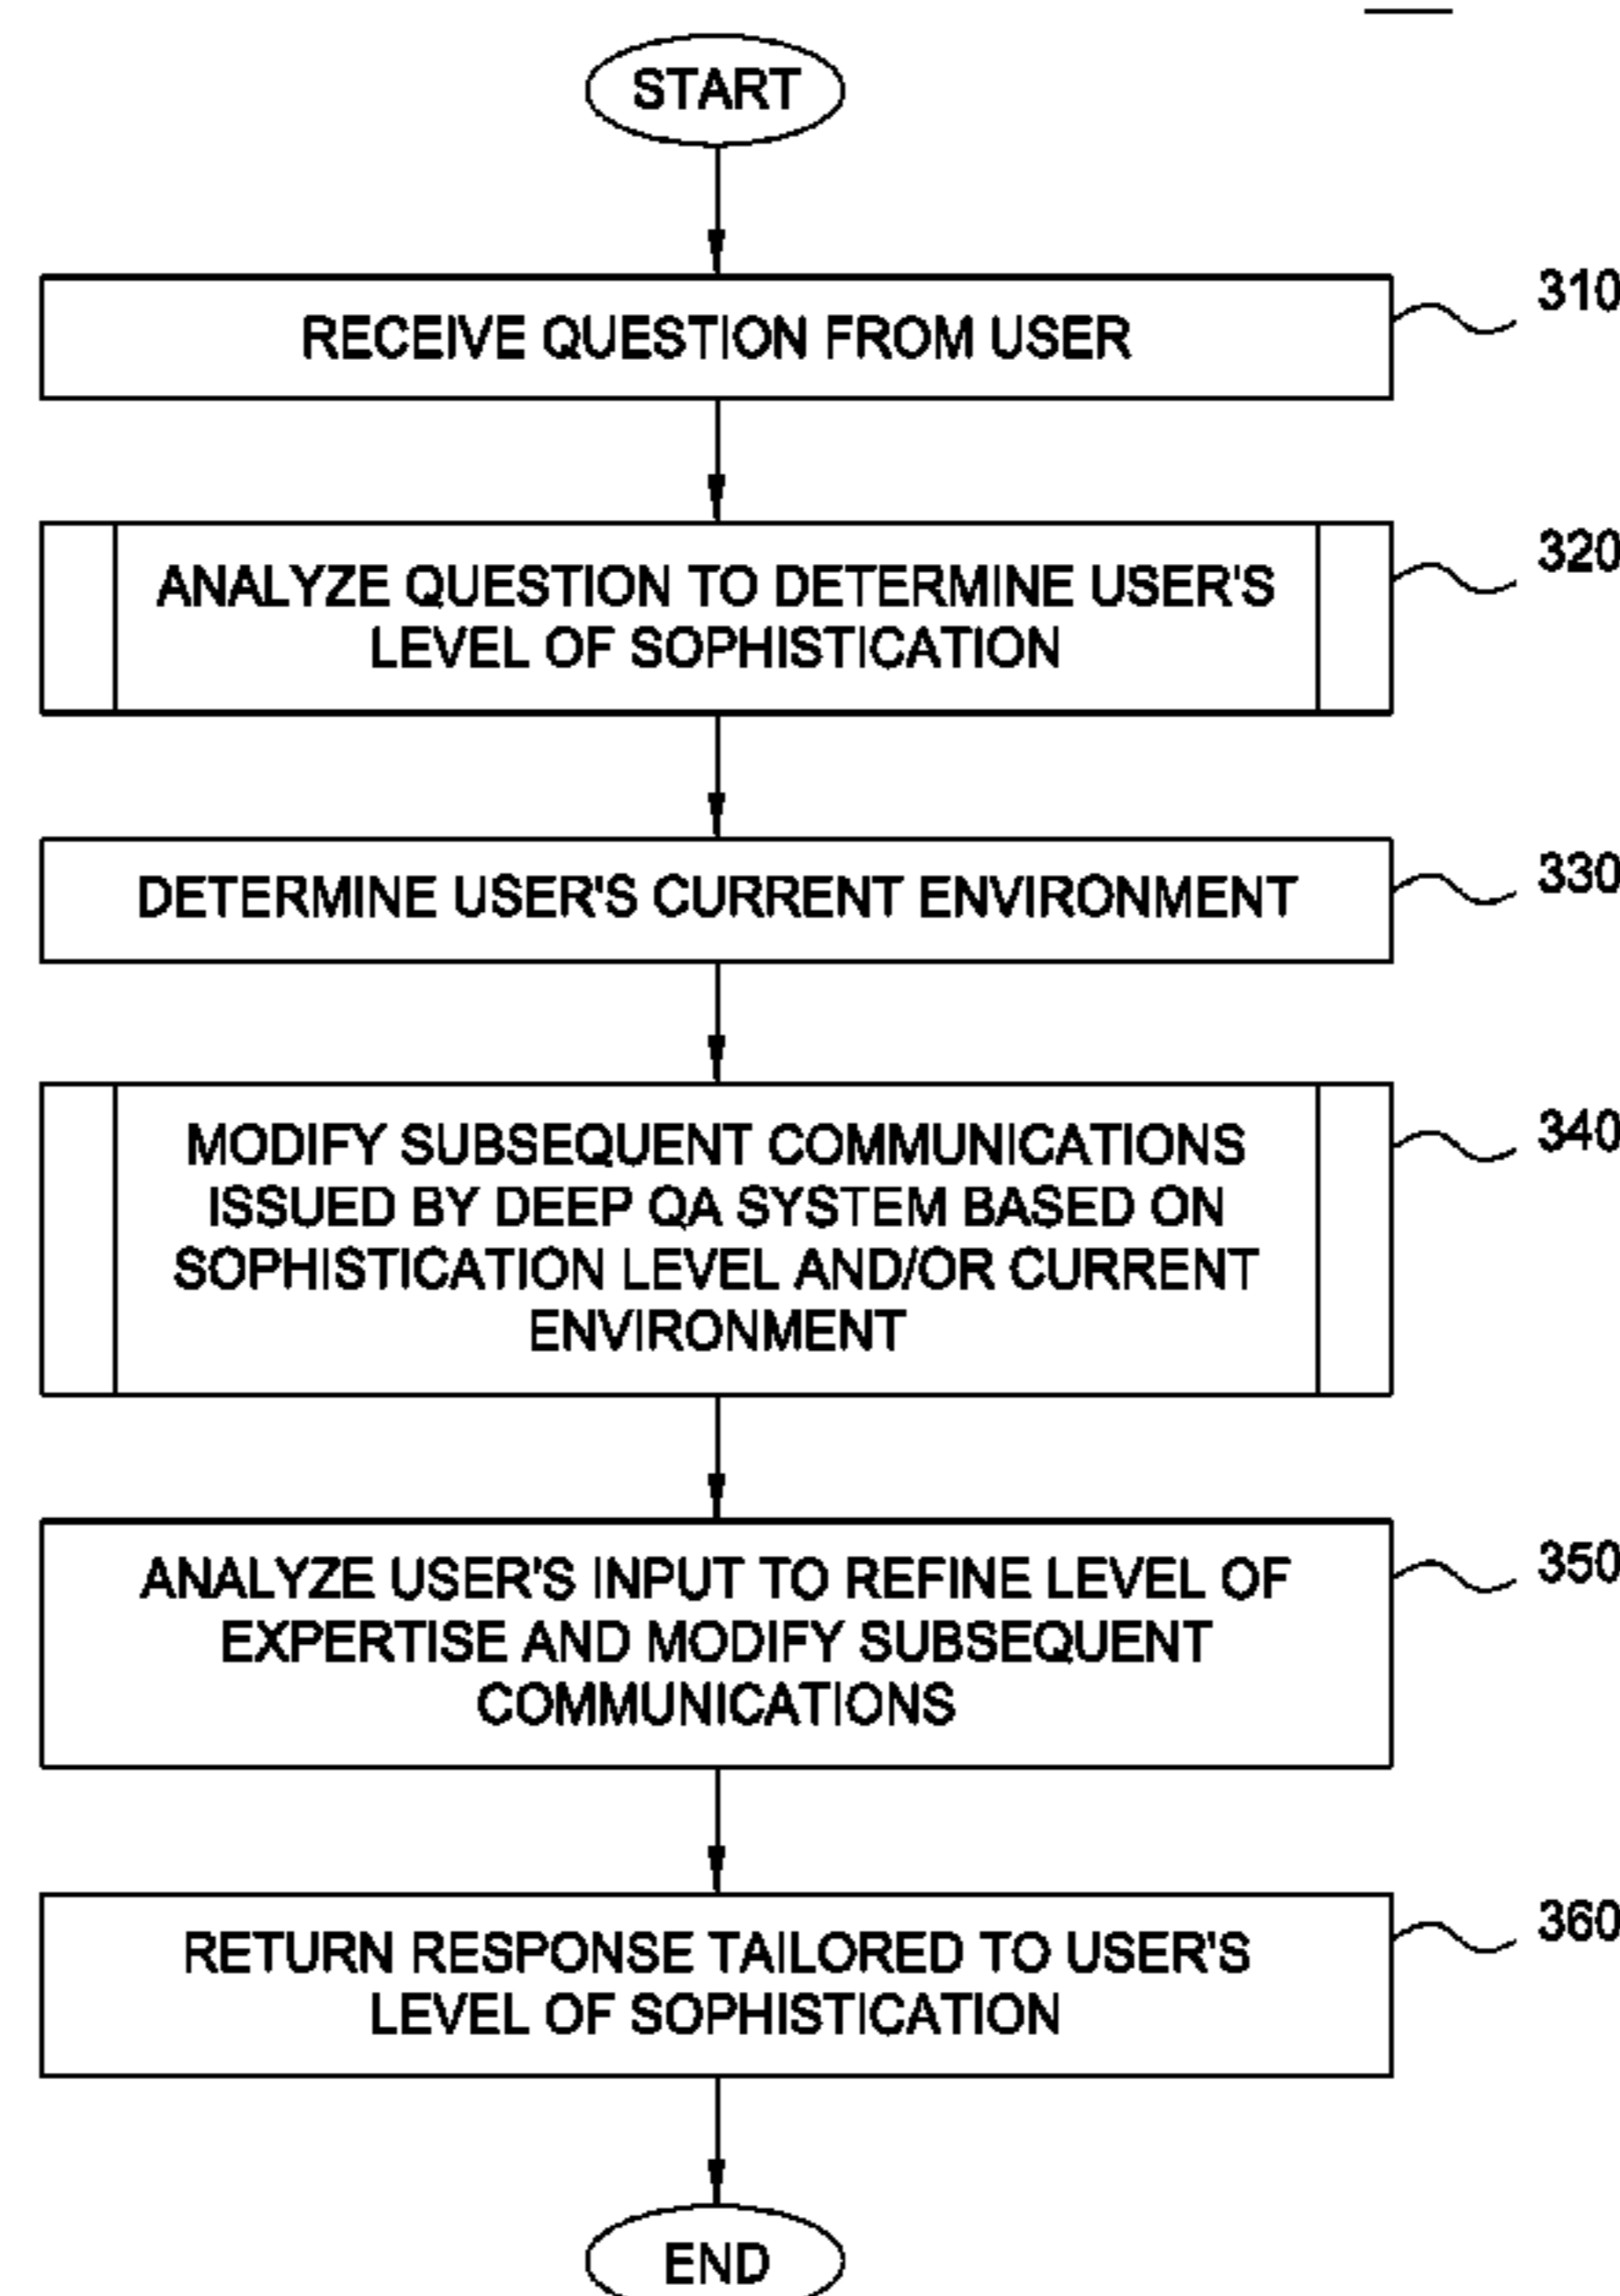 START
RECEIVE QUESTION FROM USER
310
ANALYZE QUESTION TO DETERMINE USER'S
LEVEL OF SOPHISTICATION
320
DETERMINE USER'S CURRENT ENVIRONMENT
330
MODIFY SUBSEQUENT COMMUNICATIONS
ISSUED BY DEEP QA SYSTEM BASED ON
SOPHISTICATION LEVEL AND/OR CURRENT
ENVIRONMENT
340
ANALYZE USER'S INPUT TO REFINE LEVEL OF
EXPERTISE AND MODIFY SUBSEQUENT
COMMUNICATIONS
350
RETURN RESPONSE TAILORED TO USER'S
LEVEL OF SOPHISTICATION
360
END